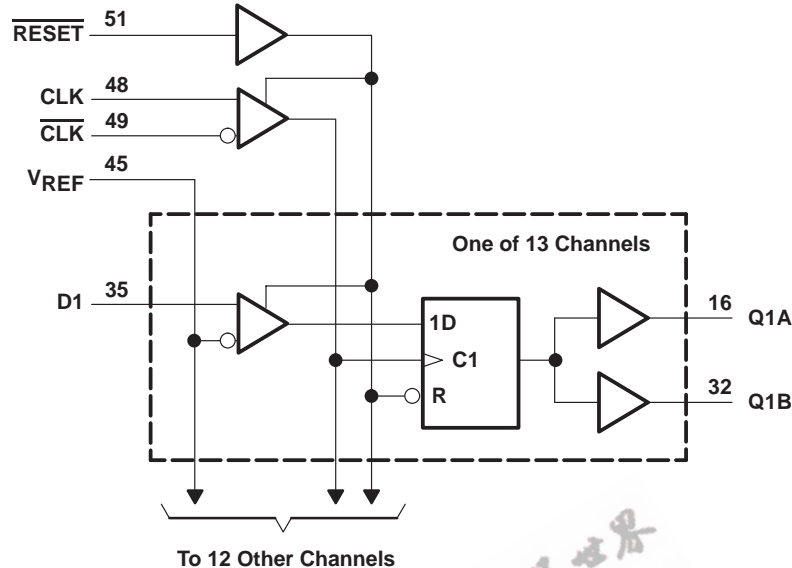 RESET 51
CLK 48
CLK 49
VREF 45
One of 13 Channels
D1 35
1D
C1
R
16 Q1A
32 Q1B
To 12 Other Channels